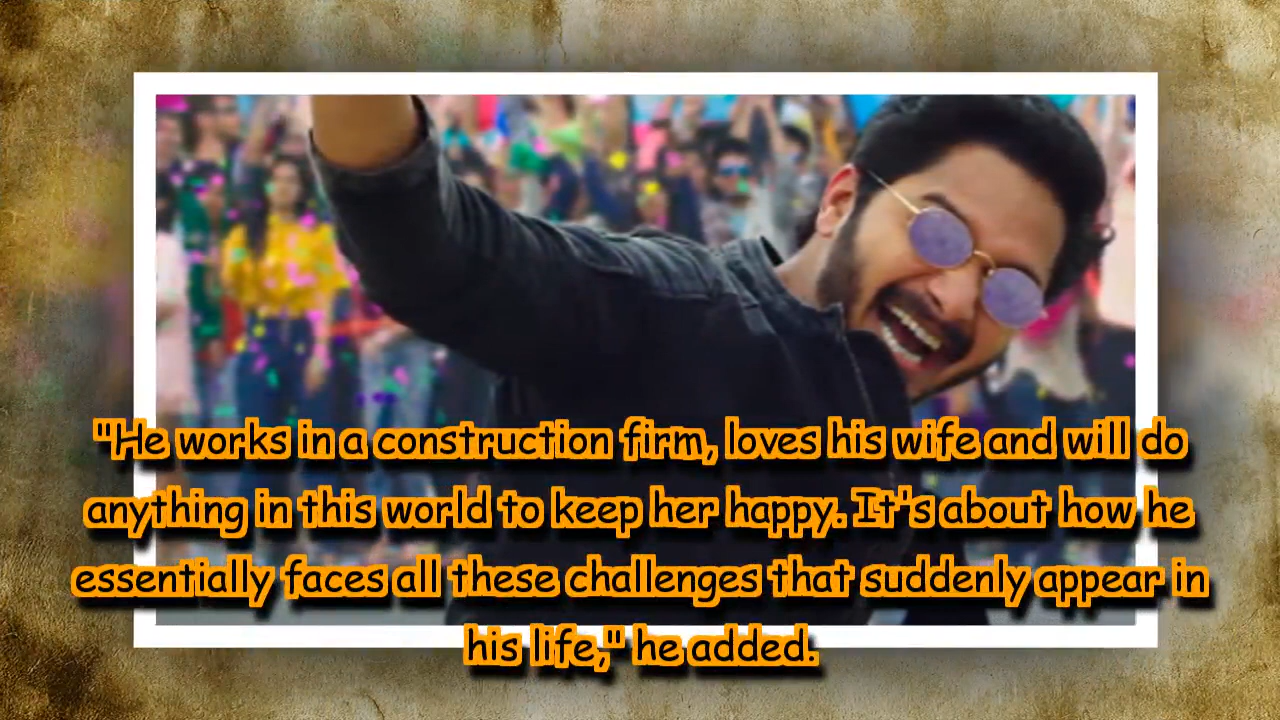 "He works in a construction firm, loves his wife and will do
anything in this world to keep her happy. It's about how he
essentially faces all these challenges that suddenly appear in
his life," he added.